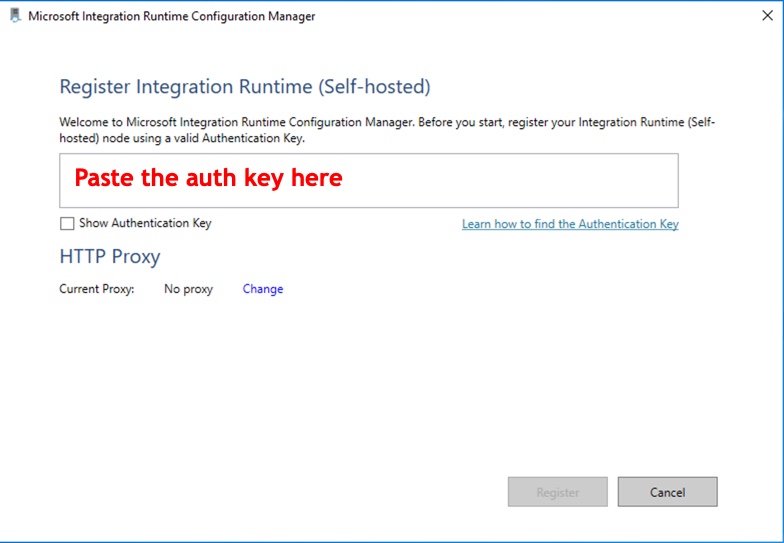 Microsoft Integration Runtime Configuration Manager
Register Integration Runtime (Self-hosted)
Welcome to Microsoft Integration Runtime Configuration Manager. Before you start, register your Integration Runtime (Self-
hosted) node using a valid Authentication Key.
Paste the auth key here
Show Authentication Key
Learn how to find the Authentication Key
HTTP Proxy
Current Proxy: No proxy Change
Register Cancel